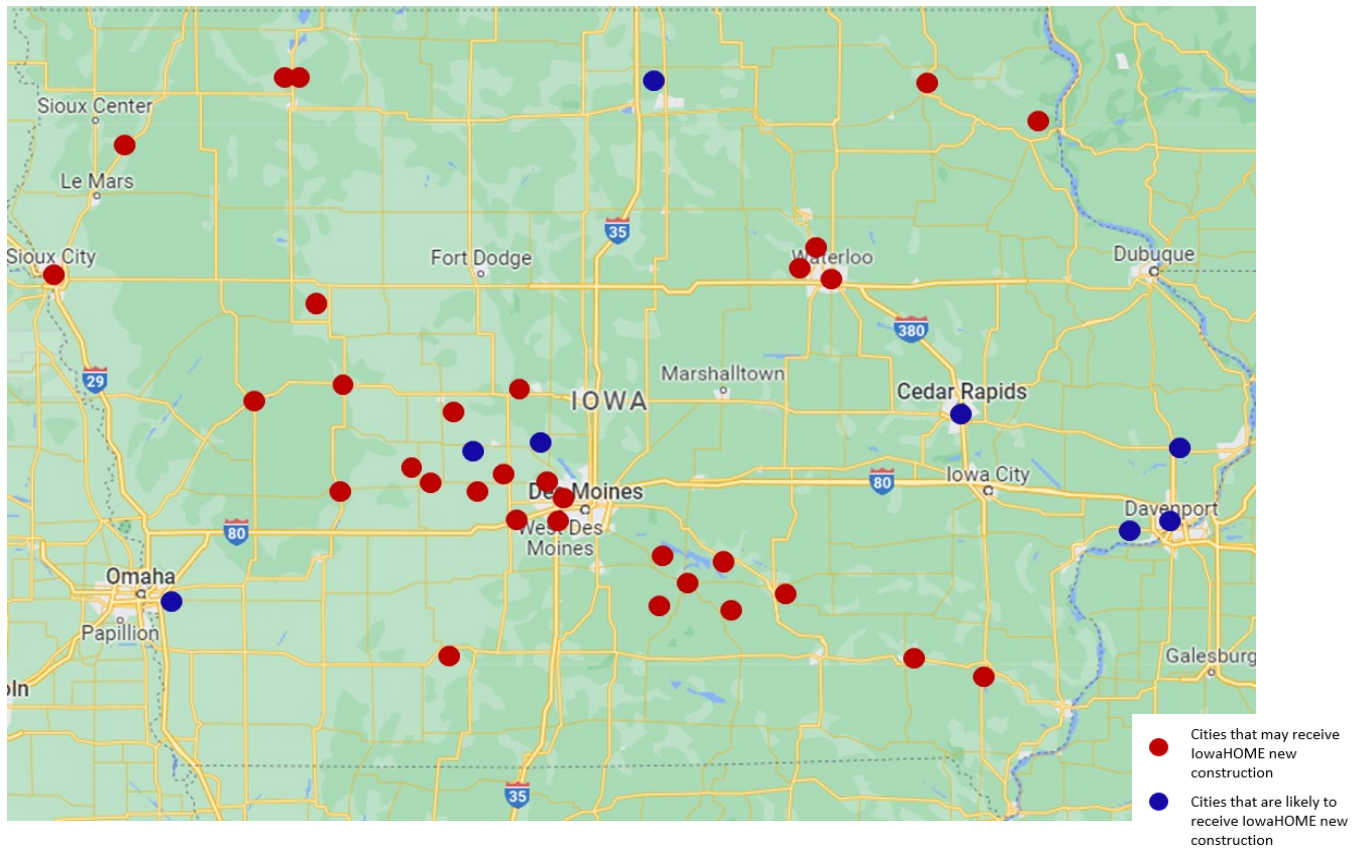 Sioux Center
Le Mars
Sioux City
Fort Dodge
35
Waterloo
Dubuque
380
29
Marshalltown
IOWA
Cedar Rapids
80
Iowa City
Des Moines
Davenport
80
West Des
Moines
Omaha
Papillion
Galesburg
oln
35
Cities that may receive
IowaHOME new
construction
Cities that are likely to
receive IowaHOME new
construction